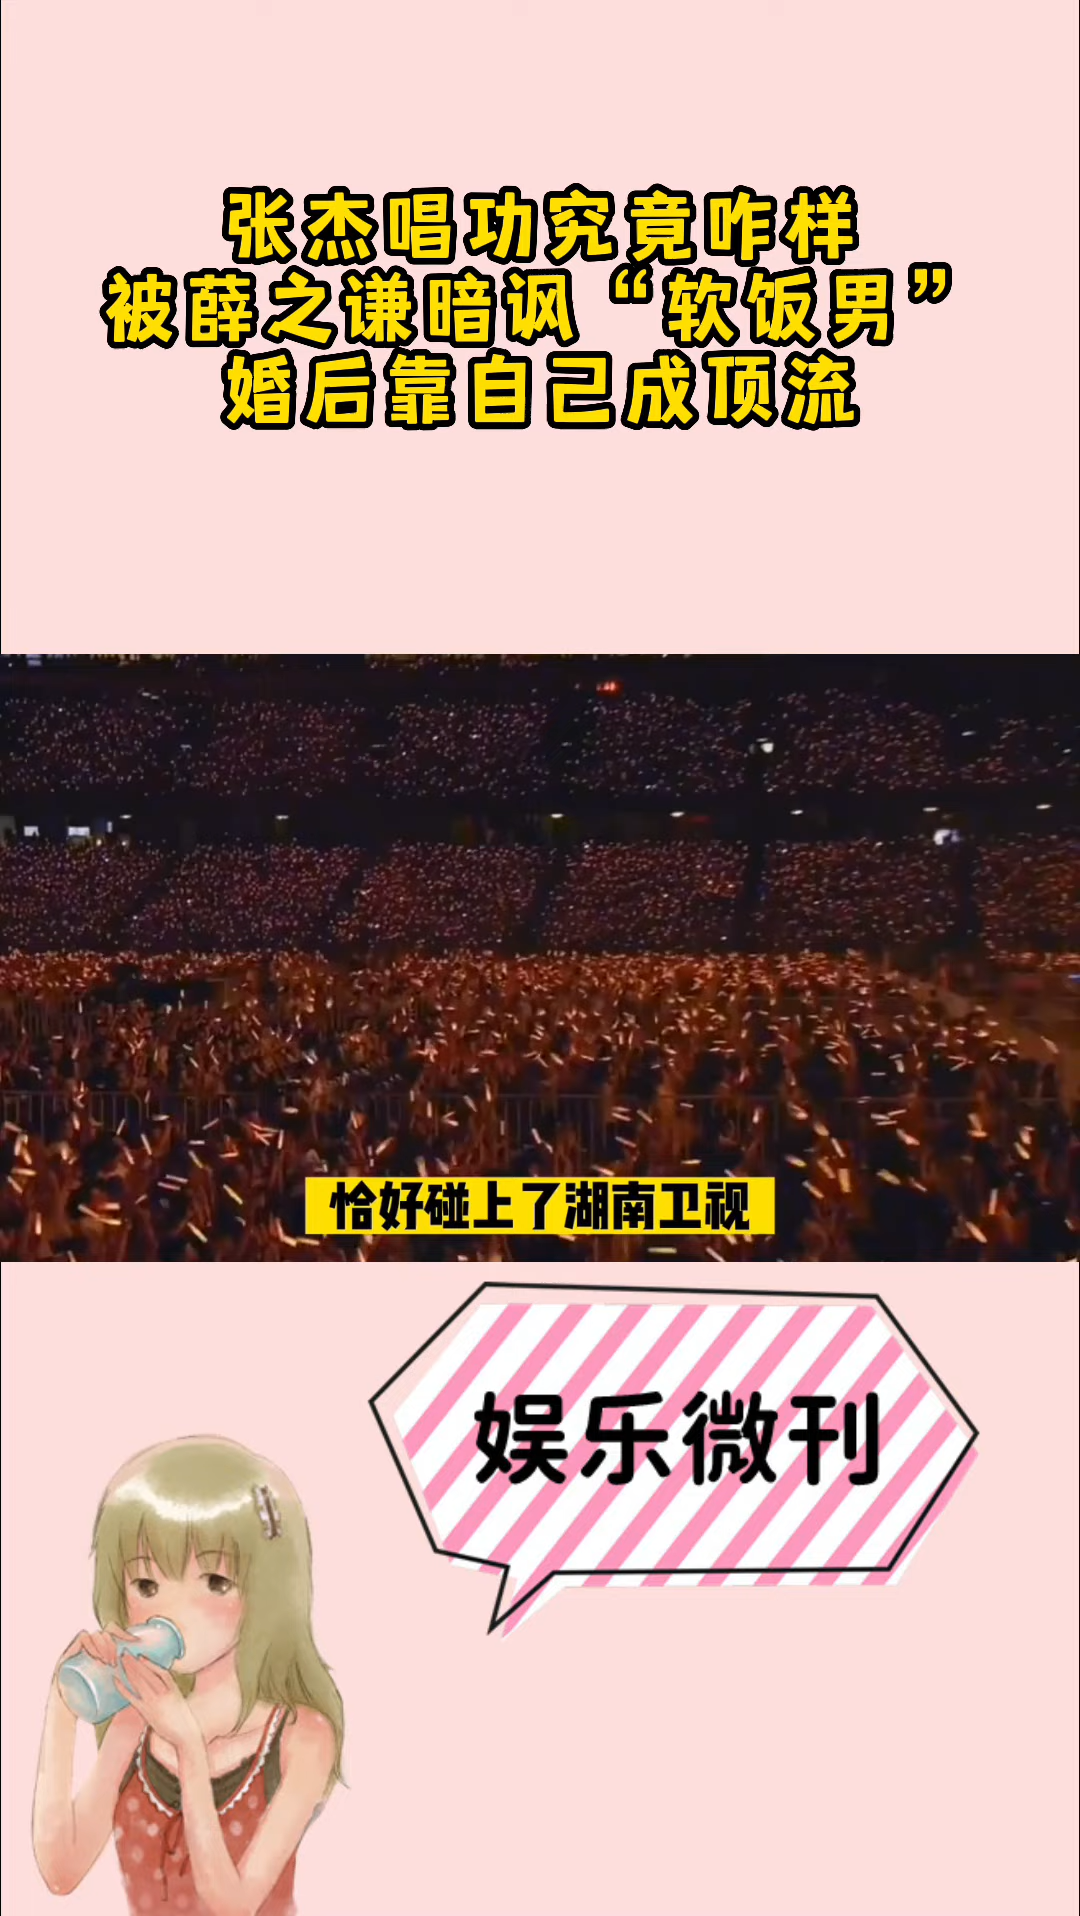 张杰唱功究竟咋样
被薛之谦暗讽“软饭男”
婚后靠自己成顶流
恰好碰上了湖南卫视
娱乐微刊